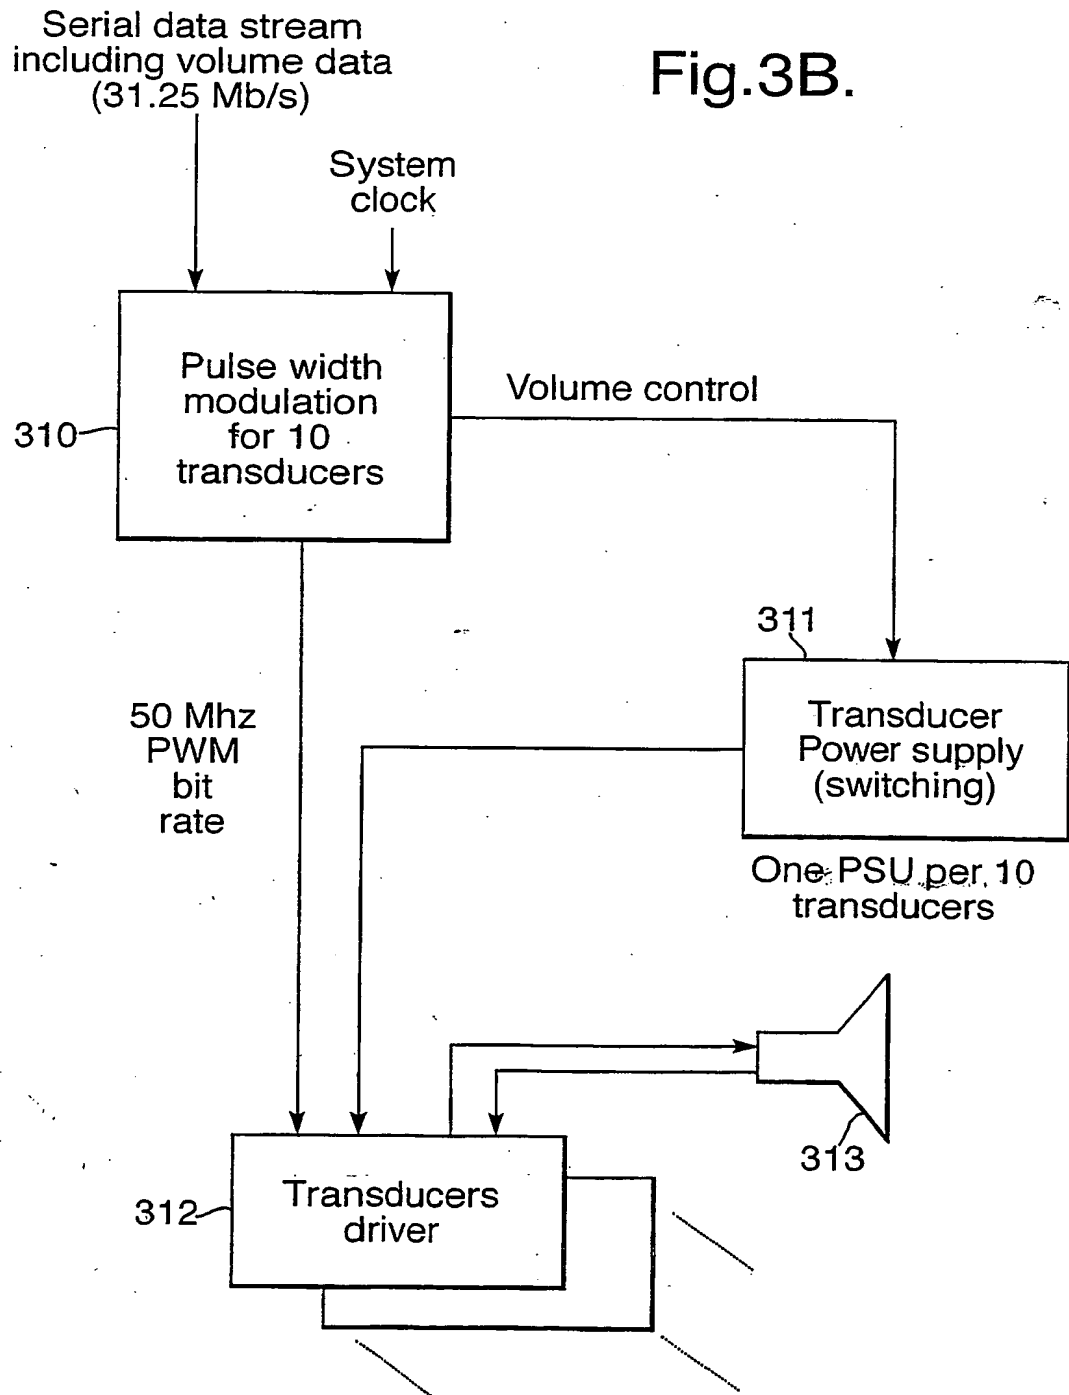 Serial data stream
including volume data
(31.25 Mb/s)
Fig.3B.
System
clock
Pulse width
modulation
for 10
transducers
310
Volume control
311
50 Mhz
PWM
bit
rate
Transducer
Power supply
(switching)
One PSU per 10
transducers
313
312
Transducers
driver